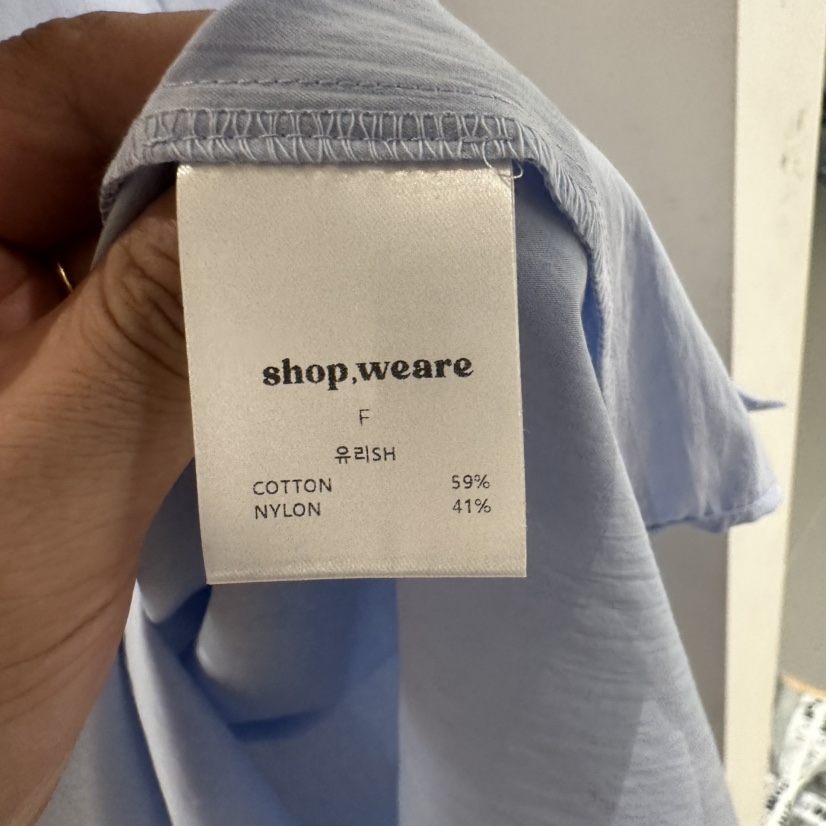 shop,weare
F
유리SH
COTTON 59%
NYLON 41%